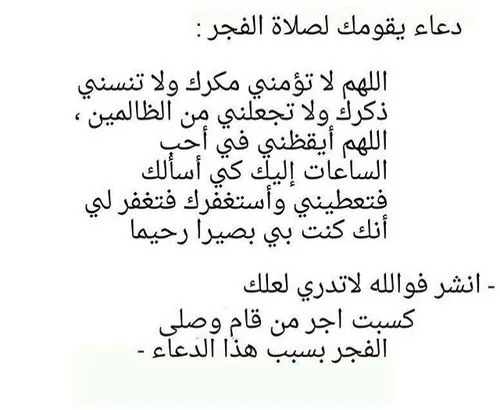 دعاء يقومك لصلاة الفجر :
اللهم لا تؤمني مكرك ولا تنسني
ذكرك ولا تجعلني من الظالمين ،
اللهم أيقظني في أحب
الساعات إليك كي أسألك
فتعطيني وأستغفرك فتغفر لي
أنك كنت بي بصيرا رحيما
- انشر فوالله لاتدري لعلك
كسبت اجر من قام وصلى
الفجر بسبب هذا الدعاء -